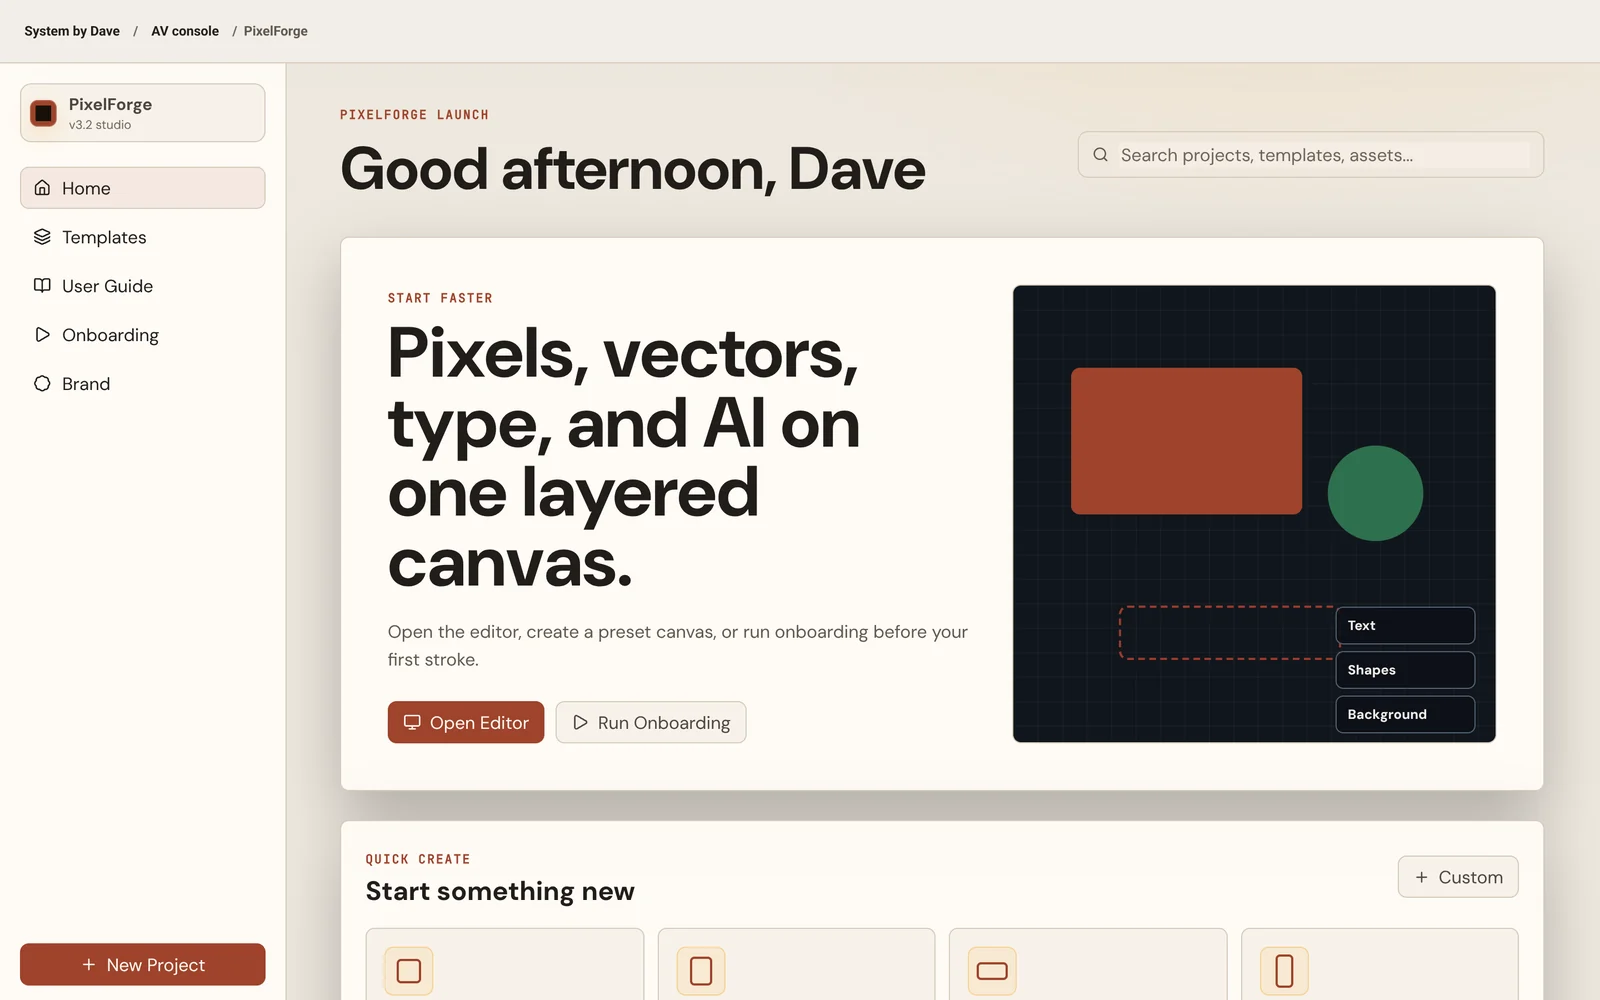 System by Dave / AV console / PixelForge
PixelForge
v3.2 studio
Home
Templates
User Guide
Onboarding
Brand
New Project
PIXELFORGE LAUNCH
Good afternoon, Dave
Search projects, templates, assets...
START FASTER
Pixels, vectors,
type, and AI on
one layered
canvas.
Open the editor, create a preset canvas, or run onboarding before your
first stroke.
Open Editor
Run Onboarding
Text
Shapes
Background
QUICK CREATE
Start something new
Custom